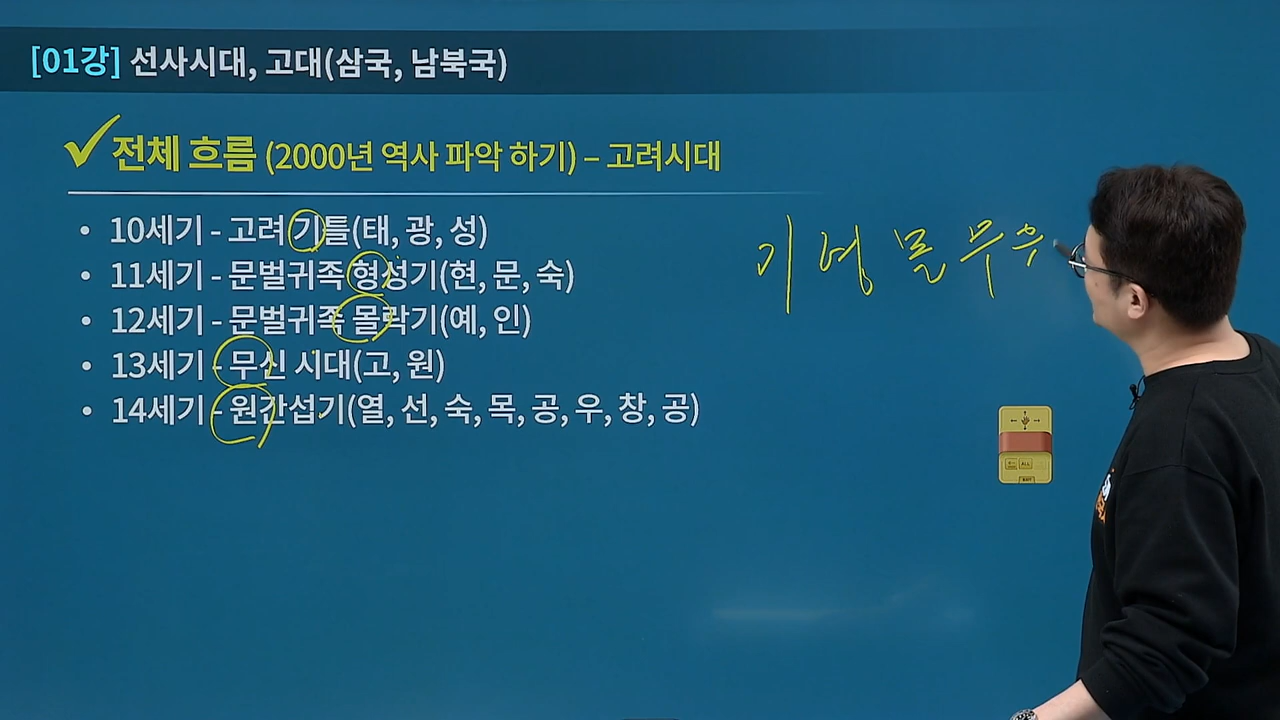 [01강] 선사시대, 고대(삼국, 남북국)
전체 흐름 (2000년 역사 파악 하기) – 고려시대
• 10세기 - 고려 기틀(태, 광, 성)
• 11세기 - 문벌귀족 형성기(현, 문, 숙)
• 12세기 - 문벌귀족 몰락기(예, 인)
• 13세기 - 무신 시대(고, 원)
• 14세기 - 원간섭기(열, 선, 숙, 목, 공, 우, 창, 공)
기 형 몰 무
ALL